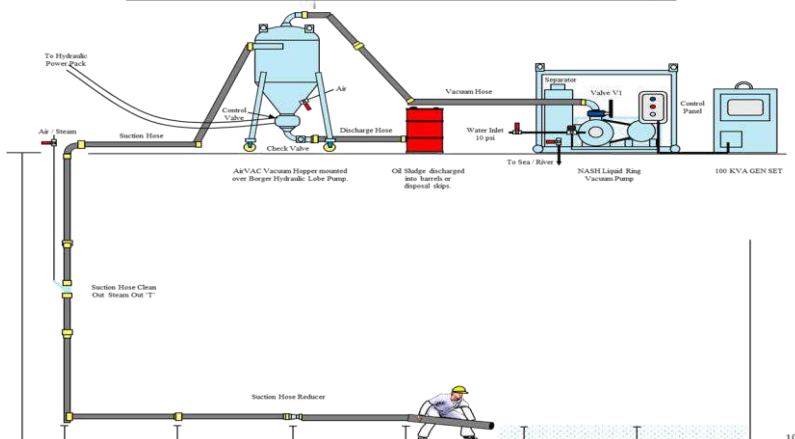 To Hydraulic
Power Pack
Air
Control
Valve
Air / Steam
Suction Hose
Check Valve
Discharge Hose
Vacuum Hose
Separator
Valve V1
Control
Panel
Water Inlet
10 psi
To Sea / River
AirVAC Vacuum Hopper mounted
over Borger Hydraulic Lobe Pump.
Oil Sludge discharged
into barrels or
disposal skips.
NASH Liquid Ring
Vacuum Pump
100 KVA GEN SET
Suction Hose Clean
Out Steam Out 'T'
Suction Hose Reducer